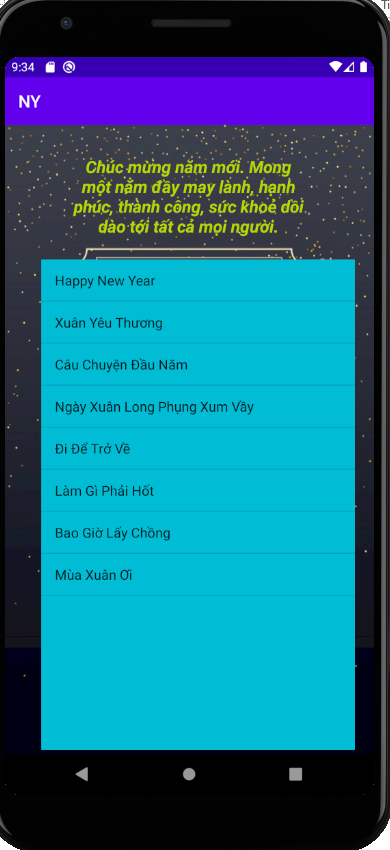 9:34
NY
Chúc mừng năm mới. Mong
một năm đầy may lành, hạnh
phúc, thành công, sức khoẻ dồi
dào tới tất cả mọi người.
Happy New Year
Xuân Yêu Thương
Câu Chuyện Đầu Năm
Ngày Xuân Long Phụng Xum Vầy
Đi Để Trở Về
Làm Gì Phải Hốt
Bao Giờ Lấy Chồng
Mùa Xuân Ơi